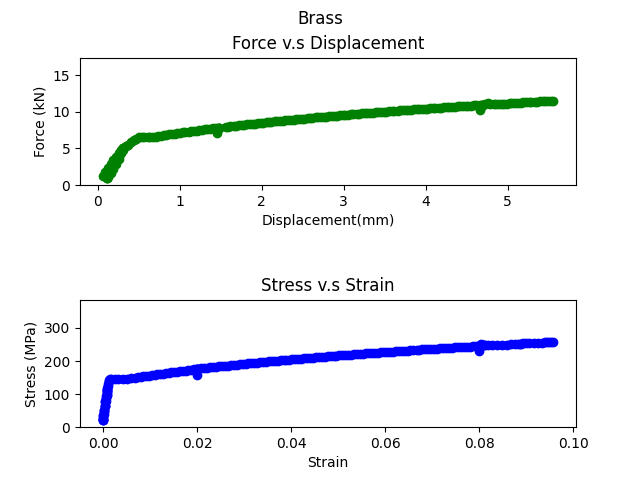 Brass
Force v.s Displacement
Force (kN)
15
10
5
0
0 1 2 3 4 5
Displacement(mm)
Stress v.s Strain
Stress (MPa)
300
200
100
0
0.00 0.02 0.04 0.06 0.08 0.10
Strain